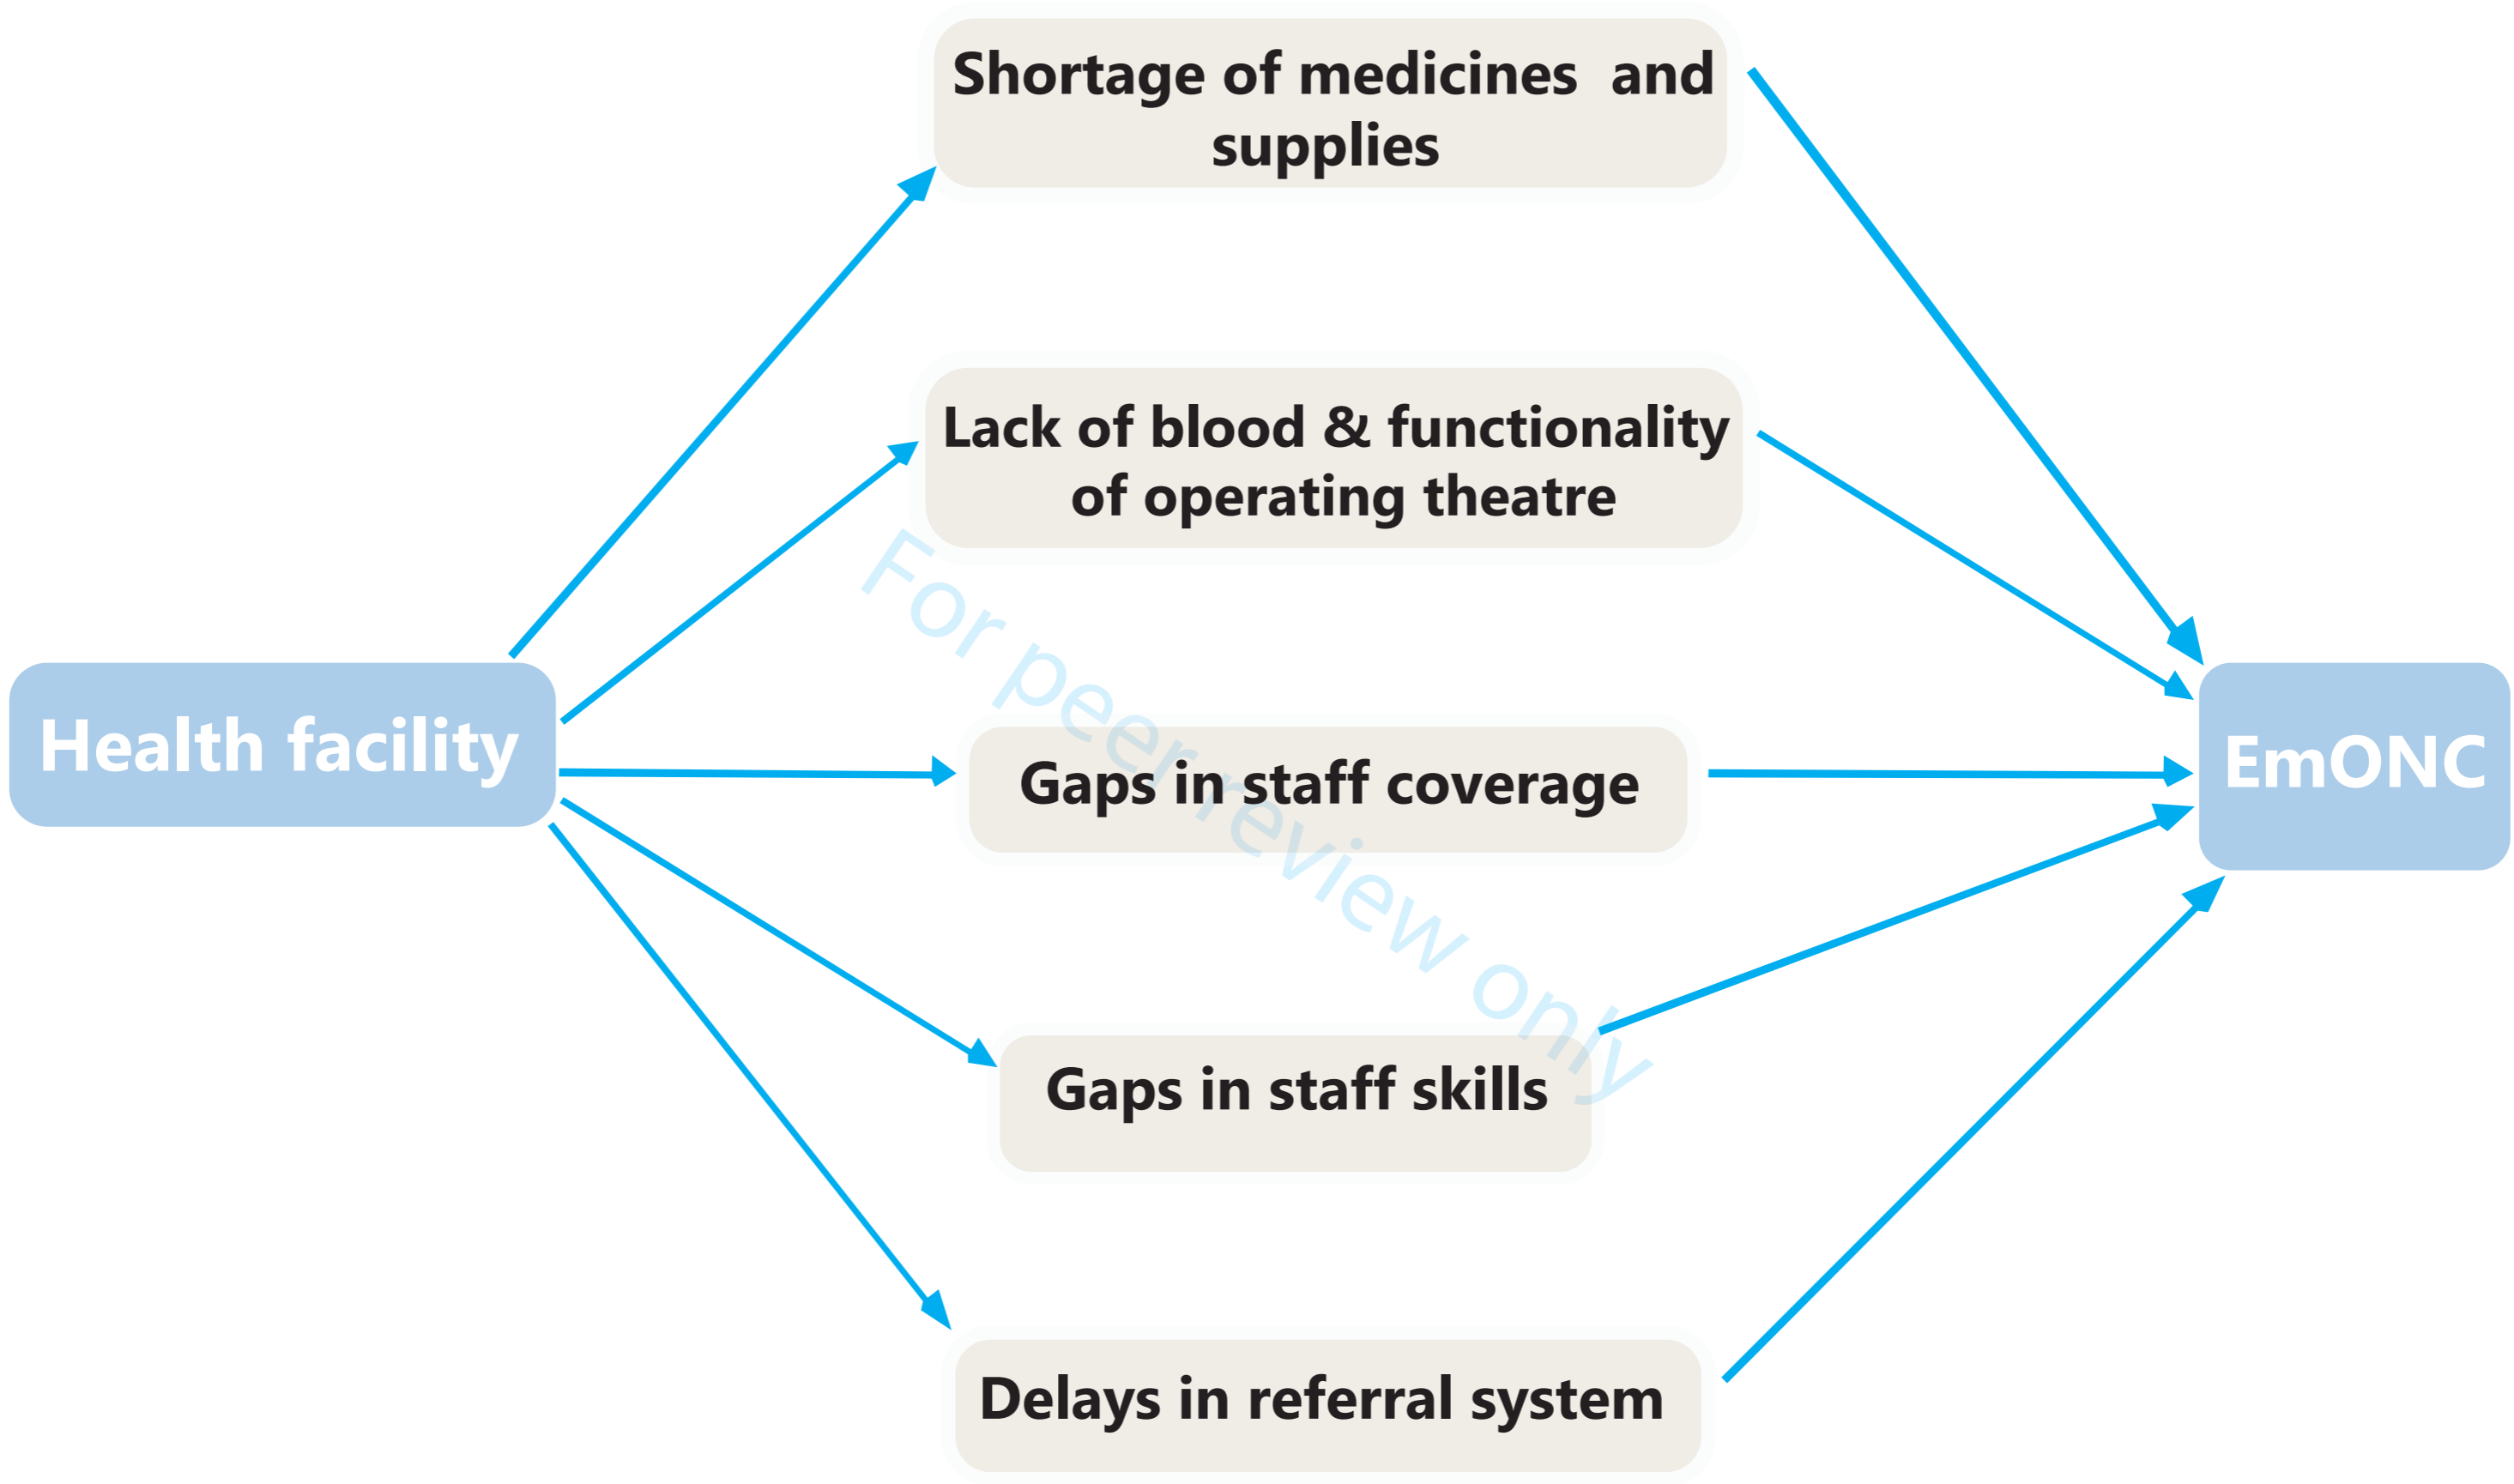 Shortage of medicines  and
supplies
Lack of blood & functionality
of operating theatre
For peer review only
Health facility
Gaps in staff coverage
EmONC
Gaps in staff skills
Delays in referral system